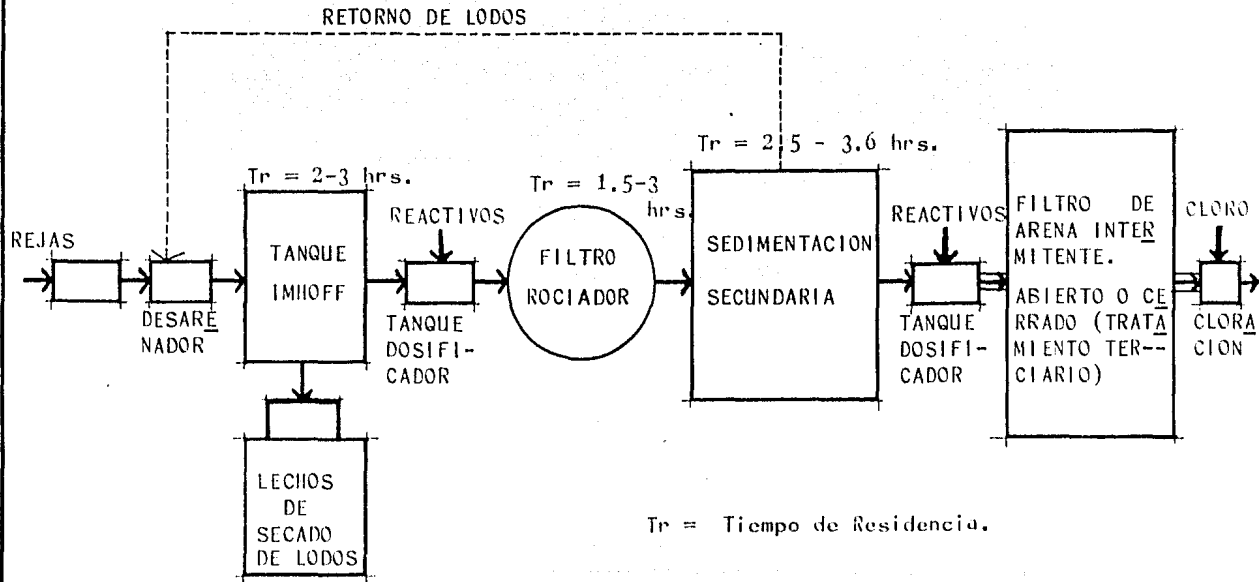 RETORNO DE LODOS
Tr = 2-3 hrs.
Tr = 1.5-3
hrs.
Tr = 2.5 - 3.6 hrs.
REJAS
DESARE
NADOR
TANQUE
IMHOFF
REACTIVOS
TANQUE
DOSIFI-
CADOR
FILTRO
ROCIADOR
SEDIMENTACION
SECUNDARIA
REACTIVOS
TANQUE
DOSIFI-
CADOR
FILTRO DE
ARENA INTER
MITENTE.
ABIERTO O CE
RRADO (TRATA
MIENTO TER--
CIARIO)
CLORO
CLORA
CION
LECHOS
DE
SECADO
DE LODOS
Tr = Tiempo de Residencia.